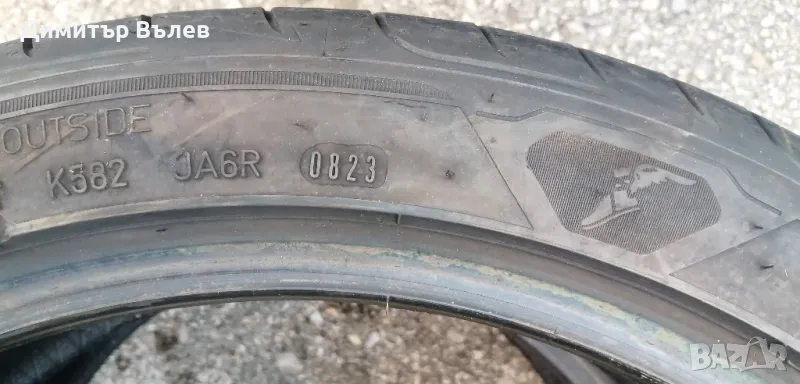 Димитър Вълев
OUTSIDE
K582 JA6R 0823
BAZAR